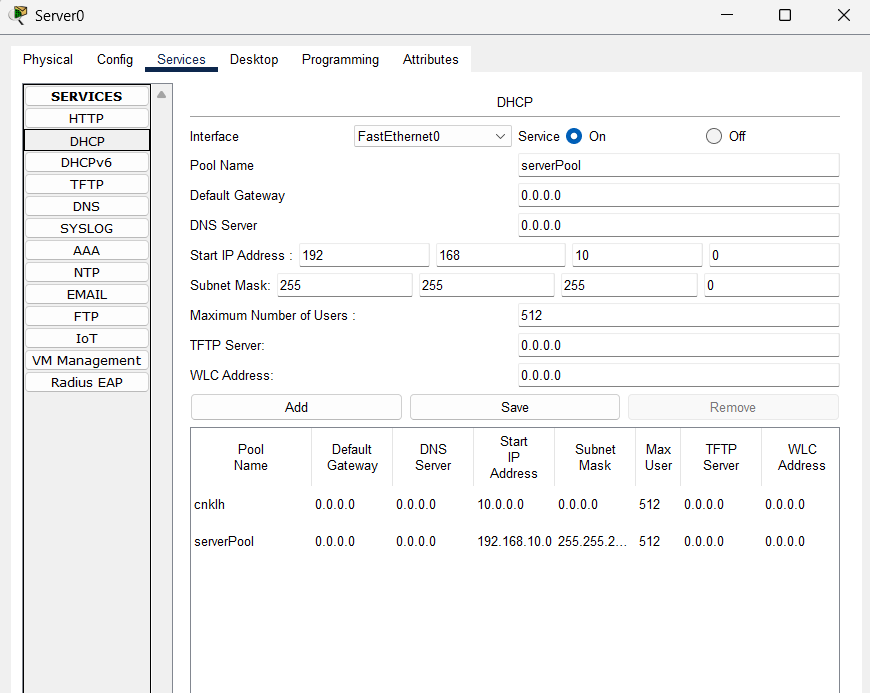 Server0
Physical Config Services Desktop Programming Attributes
SERVICES
HTTP
DHCP
DHCPv6
TFTP
DNS
SYSLOG
AAA
NTP
EMAIL
FTP
IoT
VM Management
Radius EAP
DHCP
Interface FastEthernet0 Service On Off
Pool Name serverPool
Default Gateway 0.0.0.0
DNS Server 0.0.0.0
Start IP Address : 192 168 10 0
Subnet Mask: 255 255 255 0
Maximum Number of Users : 512
TFTP Server: 0.0.0.0
WLC Address: 0.0.0.0
Add Save Remove
Pool Name Default Gateway DNS Server Start IP Address Subnet Mask Max User TFTP Server WLC Address
cnklh 0.0.0.0 0.0.0.0 10.0.0.0 0.0.0.0 512 0.0.0.0 0.0.0.0
serverPool 0.0.0.0 0.0.0.0 192.168.10.0 255.255.2... 512 0.0.0.0 0.0.0.0